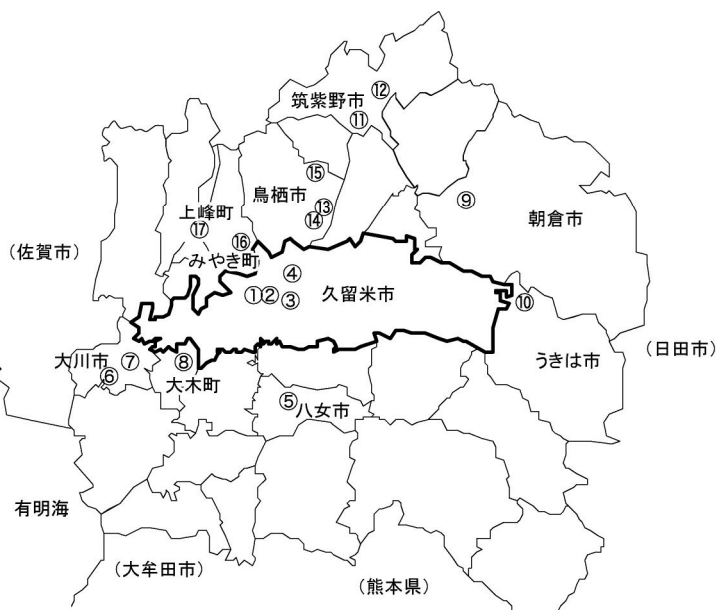 ⑫
筑紫野市
⑪
⑮
鳥栖市
⑨
⑬
上峰町
⑭
朝倉市
⑰
⑯
(佐賀市)
みやき町
④
①②③
久留米市
⑩
(日田市)
大川市
⑦
⑧
うきは市
⑥
大木町
⑤
八女市
有明海
(大牟田市)
(熊本県)